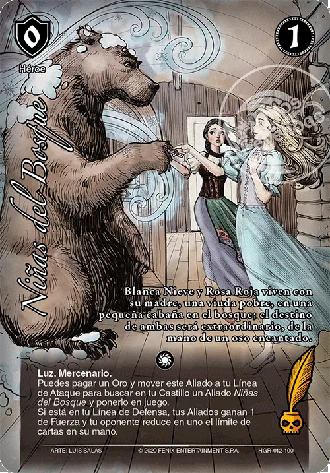 0
1
Héroe
Niñas del Bosque
Blanca Nieve y Rosa Roja viven con
su madre, una viuda pobre, en una
pequeña cabaña en el bosque; el destino
de ambas será extraordinario, de la
mano de un oso encantado.
Luz. Mercenario.
Puedes pagar un Oro y mover este Aliado a tu Línea
de Ataque para buscar en tu Castillo un Aliado Niñas
del Bosque y ponerlo en juego.
Si está en tu Línea de Defensa, tus Aliados ganan 1
de Fuerza y tu oponente reduce en uno el límite de
cartas en su mano.
ARTE: LUIS SALAS
© 2020 FENIX ENTERTAINMENT S.P.A.